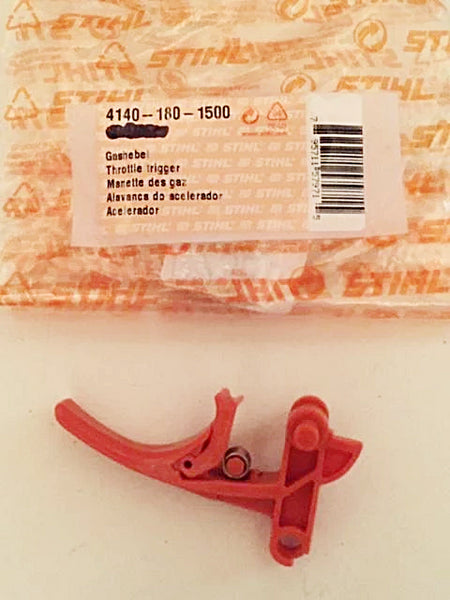 STIHL
4140-180-1500
Gashebel
Throttle trigger
Manette des gaz
Alavanca do acelerador
Acelerador